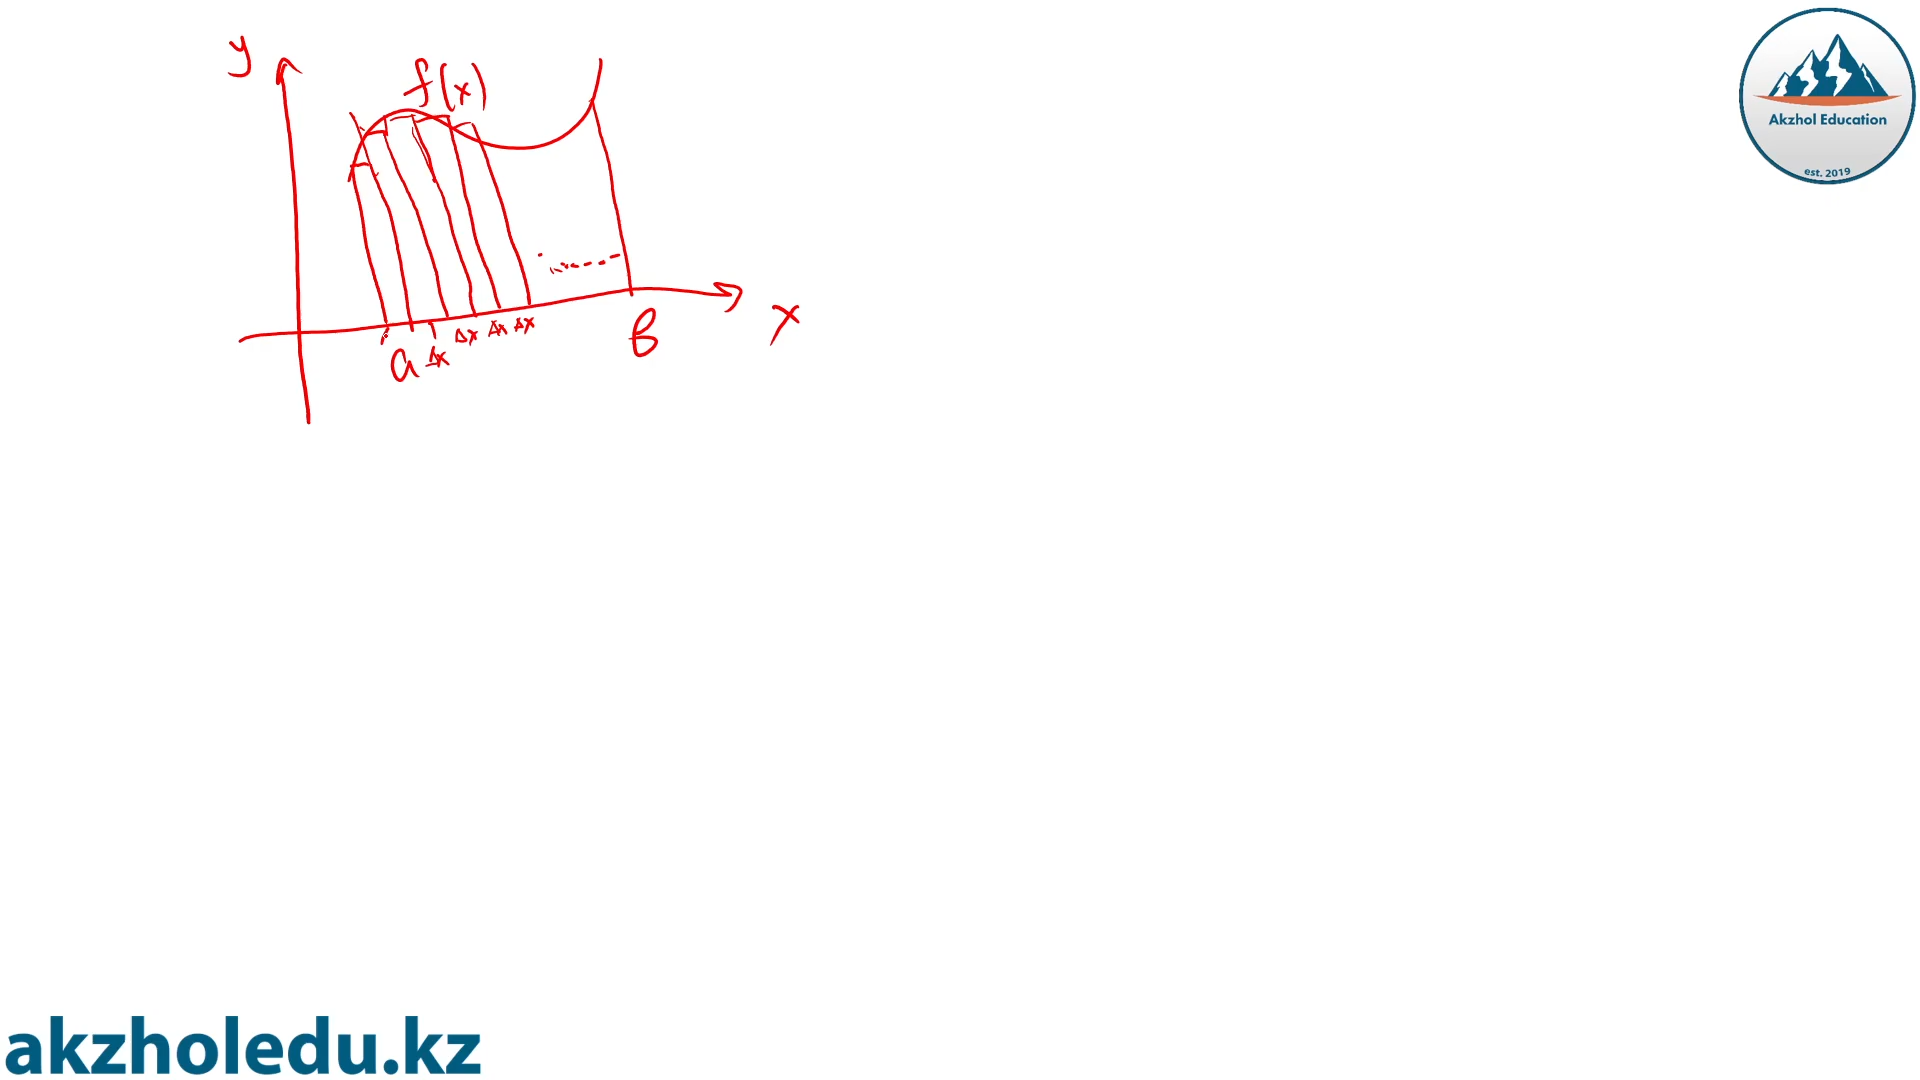 y
f(x)
x
a Δx Δx Δx Δx
B
Akzhol Education
est. 2019
akzholedu.kz